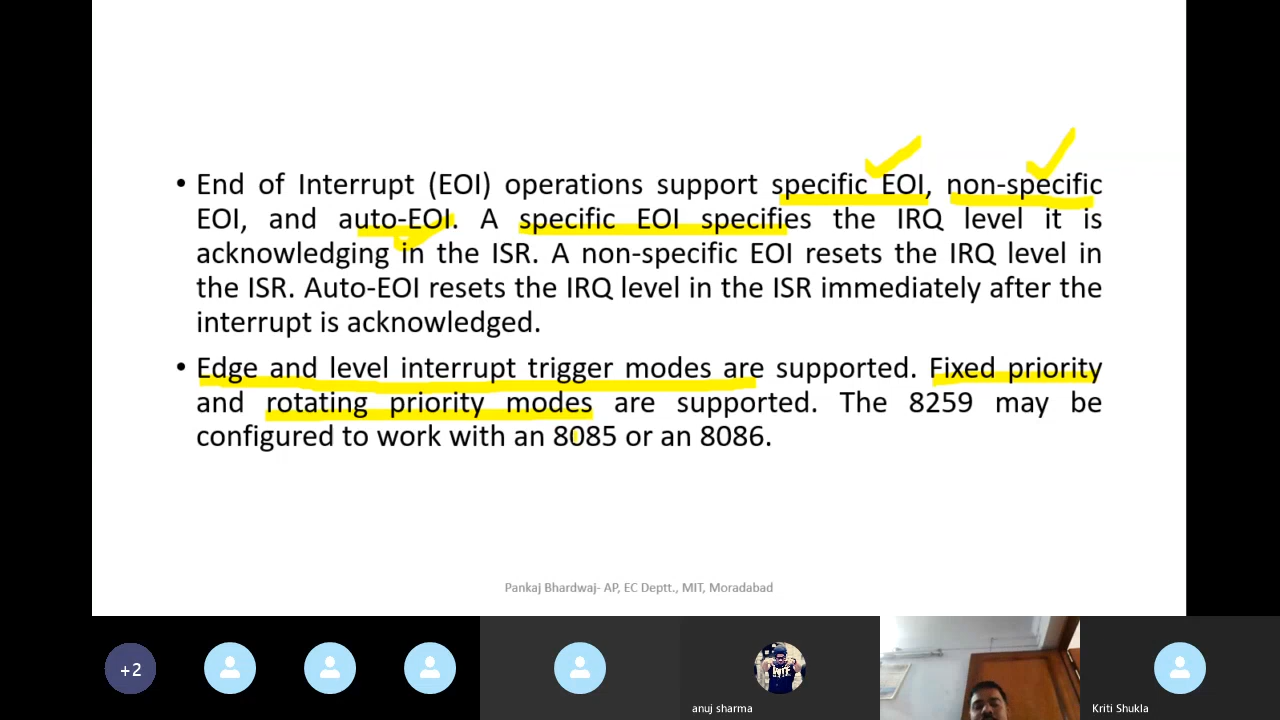 • End of Interrupt (EOI) operations support specific EOI, non-specific
EOI, and auto-EOI. A specific EOI specifies the IRQ level it is
acknowledging in the ISR. A non-specific EOI resets the IRQ level in
the ISR. Auto-EOI resets the IRQ level in the ISR immediately after the
interrupt is acknowledged.
• Edge and level interrupt trigger modes are supported. Fixed priority
and rotating priority modes are supported. The 8259 may be
configured to work with an 8085 or an 8086.
Pankaj Bhardwaj- AP, EC Deptt., MIT, Moradabad
+2
anuj sharma
Kriti Shukla